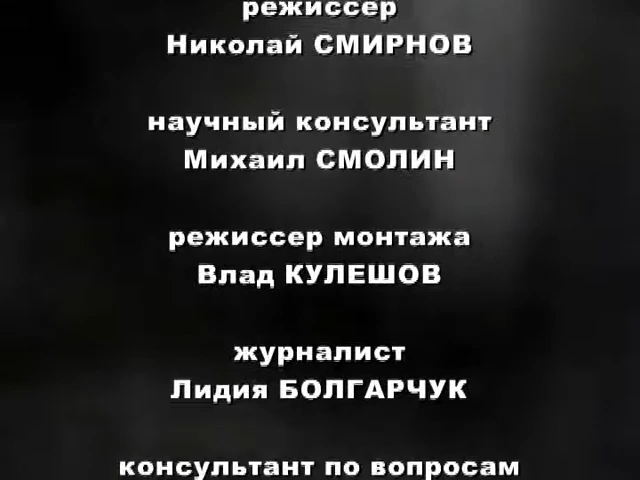 режиссер
Николай СМИРНОВ
научный консультант
Михаил СМОЛИН
режиссер монтажа
Влад КУЛЕШОВ
журналист
Лидия БОЛГАРЧУК
консультант по вопросам